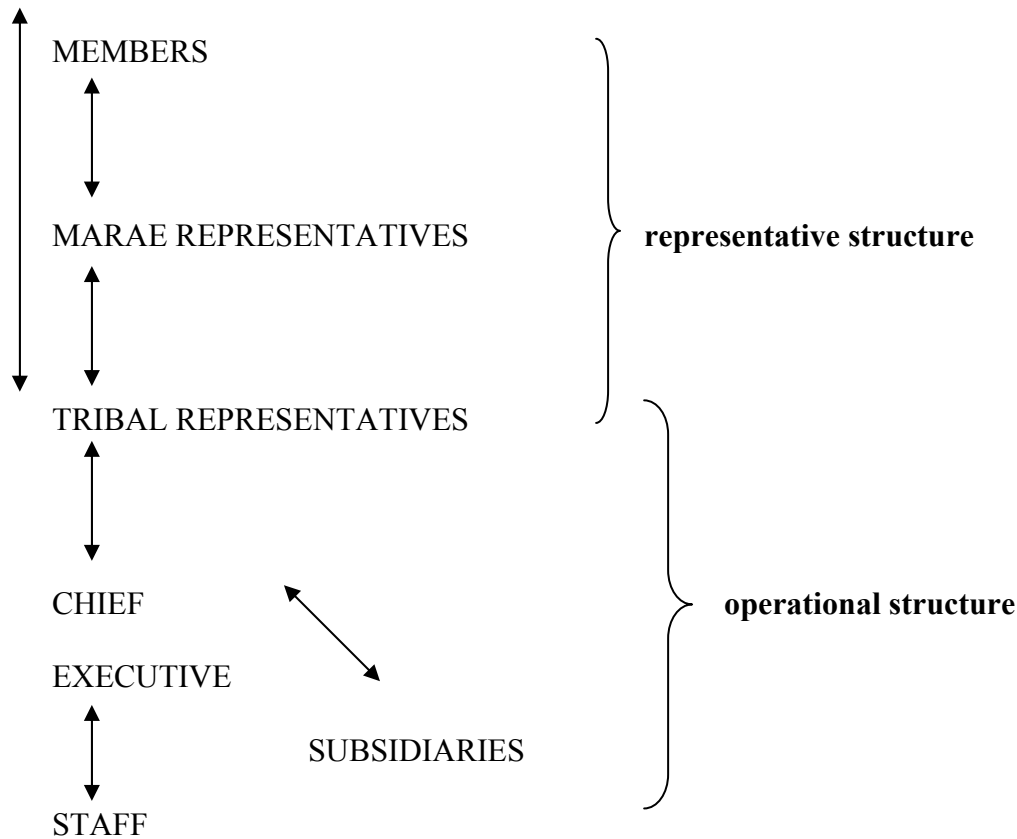 MEMBERS
MARAE REPRESENTATIVES
representative structure
TRIBAL REPRESENTATIVES
CHIEF
operational structure
EXECUTIVE
SUBSIDIARIES
STAFF